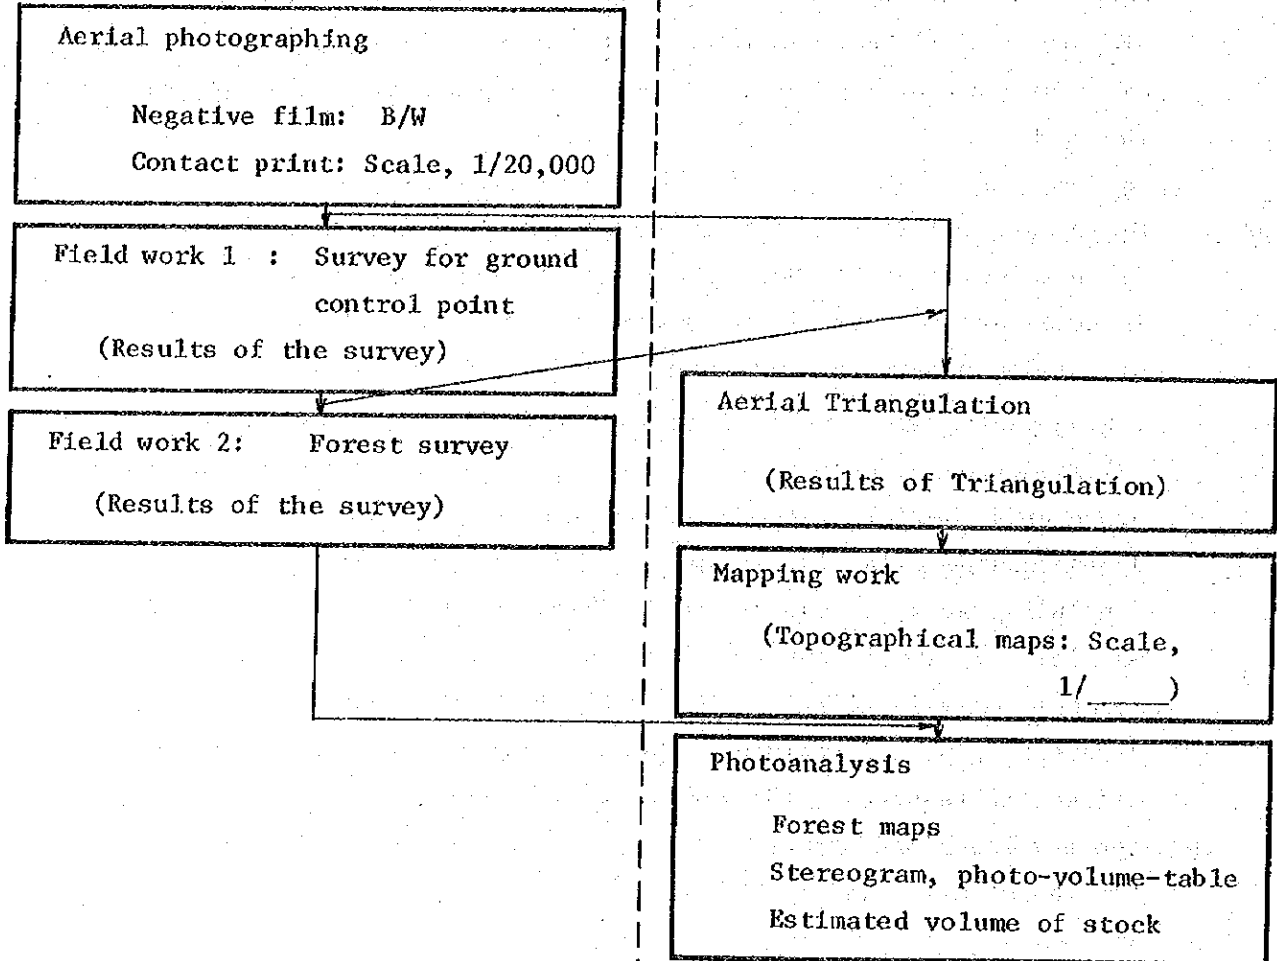 Aerial photographing
Negative film: B/W
Contact print: Scale, 1/20,000
Field work 1 : Survey for ground
control point
(Results of the survey)
Field work 2: Forest survey
(Results of the survey)
Aerial Triangulation
(Results of Triangulation)
Mapping work
(Topographical maps: Scale,
1/_____)
Photoanalysis
Forest maps
Stereogram, photo-volume-table
Estimated volume of stock